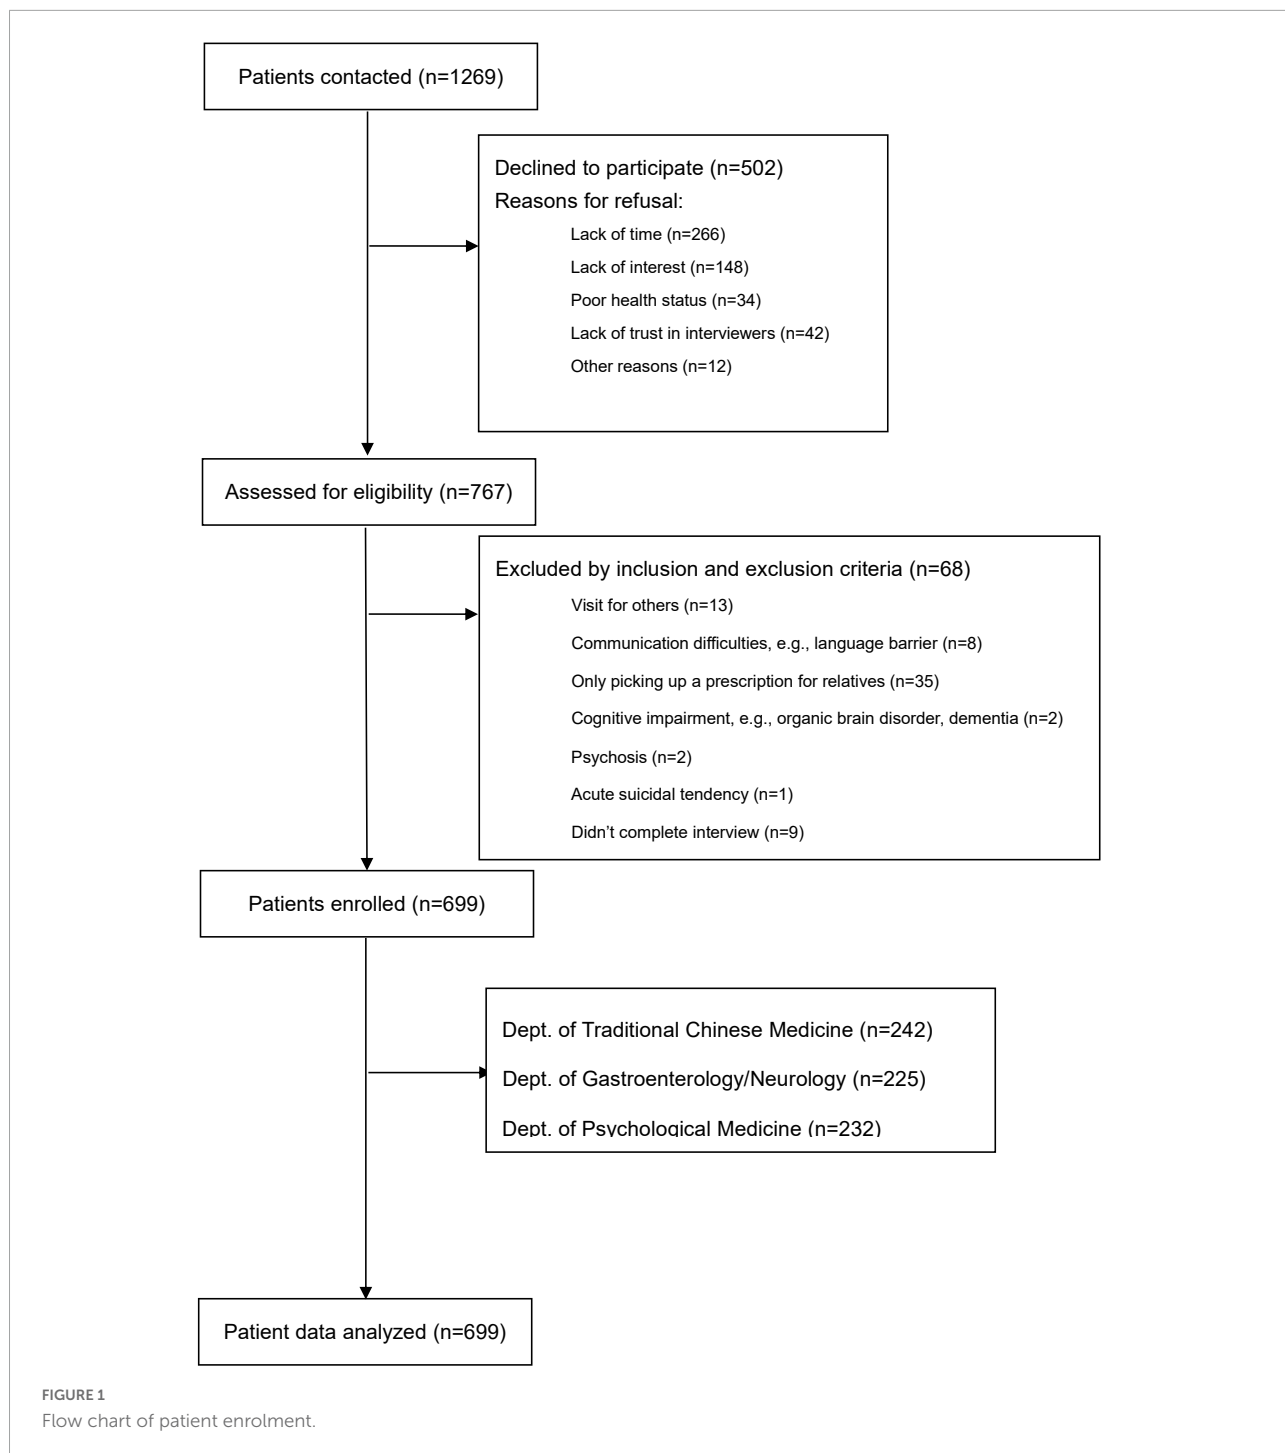 Patients contacted (n=1269)
Declined to participate (n=502)
Reasons for refusal:
Lack of time (n=266)
Lack of interest (n=148)
Poor health status (n=34)
Lack of trust in interviewers (n=42)
Other reasons (n=12)
Assessed for eligibility (n=767)
Excluded by inclusion and exclusion criteria (n=68)
Visit for others (n=13)
Communication difficulties, e.g., language barrier (n=8)
Only picking up a prescription for relatives (n=35)
Cognitive impairment, e.g., organic brain disorder, dementia (n=2)
Psychosis (n=2)
Acute suicidal tendency (n=1)
Didn’t complete interview (n=9)
Patients enrolled (n=699)
Dept. of Traditional Chinese Medicine (n=242)
Dept. of Gastroenterology/Neurology (n=225)
Dept. of Psychological Medicine (n=232)
Patient data analyzed (n=699)
FIGURE 1
Flow chart of patient enrolment.